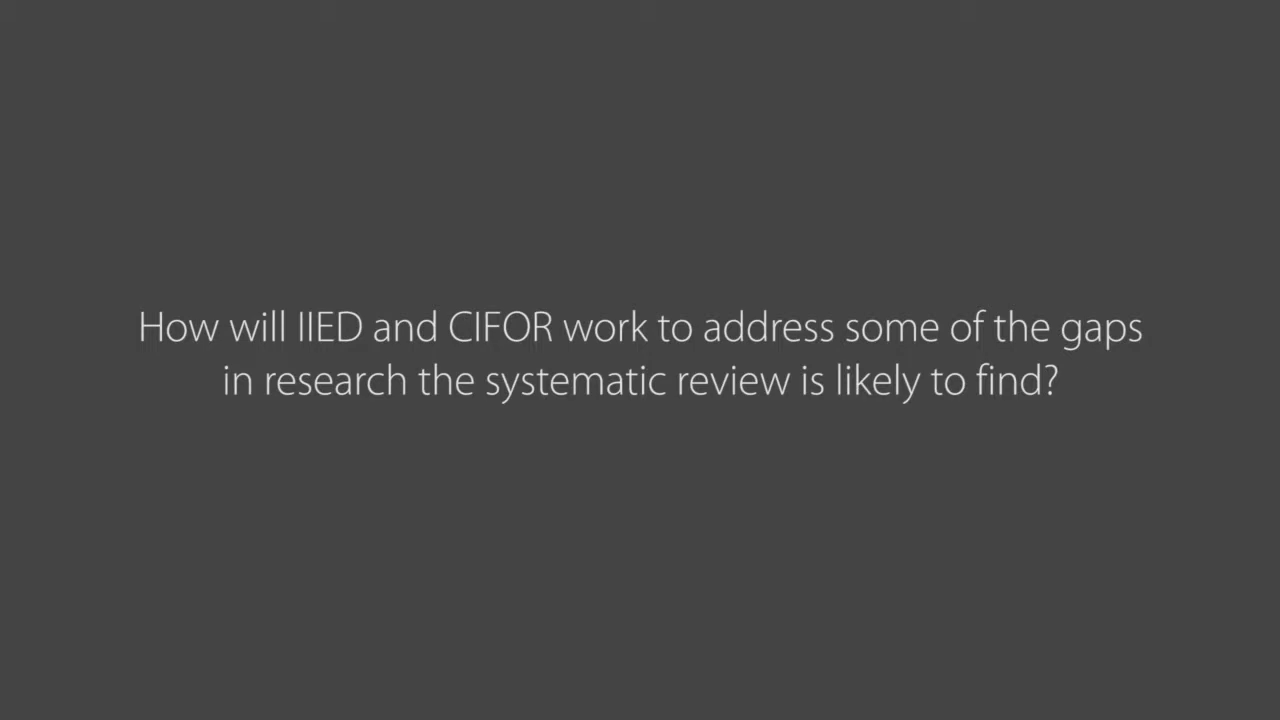 How will IIED and CIFOR work to address some of the gaps
in research the systematic review is likely to find?